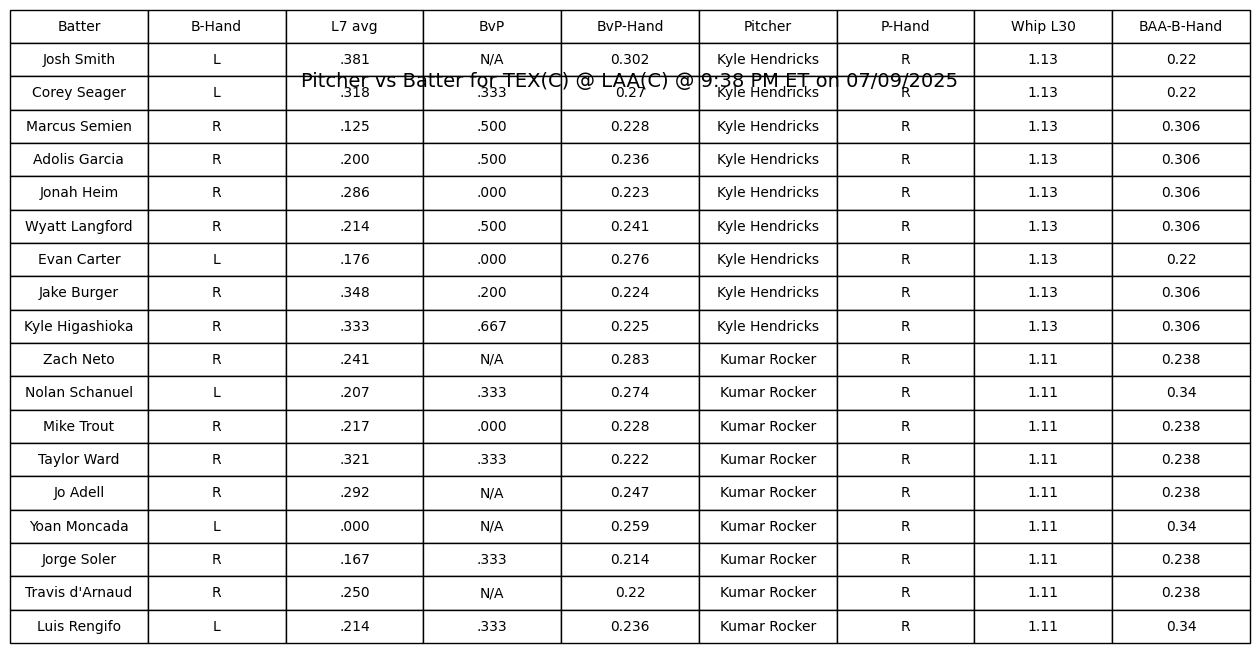 Batter B-Hand L7 avg BvP BvP-Hand Pitcher P-Hand Whip L30 BAA-B-Hand
Josh Smith L .381 N/A 0.302 Kyle Hendricks R 1.13 0.22
Pitcher vs Batter for TEX(C) @ LAA(C) @ 9:38 PM ET on 07/09/2025
Corey Seager L .318 .333 0.27 Kyle Hendricks R 1.13 0.22
Marcus Semien R .125 .500 0.228 Kyle Hendricks R 1.13 0.306
Adolis Garcia R .200 .500 0.236 Kyle Hendricks R 1.13 0.306
Jonah Heim R .286 .000 0.223 Kyle Hendricks R 1.13 0.306
Wyatt Langford R .214 .500 0.241 Kyle Hendricks R 1.13 0.306
Evan Carter L .176 .000 0.276 Kyle Hendricks R 1.13 0.22
Jake Burger R .348 .200 0.224 Kyle Hendricks R 1.13 0.306
Kyle Higashioka R .333 .667 0.225 Kyle Hendricks R 1.13 0.306
Zach Neto R .241 N/A 0.283 Kumar Rocker R 1.11 0.238
Nolan Schanuel L .207 .333 0.274 Kumar Rocker R 1.11 0.34
Mike Trout R .217 .000 0.228 Kumar Rocker R 1.11 0.238
Taylor Ward R .321 .333 0.222 Kumar Rocker R 1.11 0.238
Jo Adell R .292 N/A 0.247 Kumar Rocker R 1.11 0.238
Yoan Moncada L .000 N/A 0.259 Kumar Rocker R 1.11 0.34
Jorge Soler R .167 .333 0.214 Kumar Rocker R 1.11 0.238
Travis d'Arnaud R .250 N/A 0.22 Kumar Rocker R 1.11 0.238
Luis Rengifo L .214 .333 0.236 Kumar Rocker R 1.11 0.34